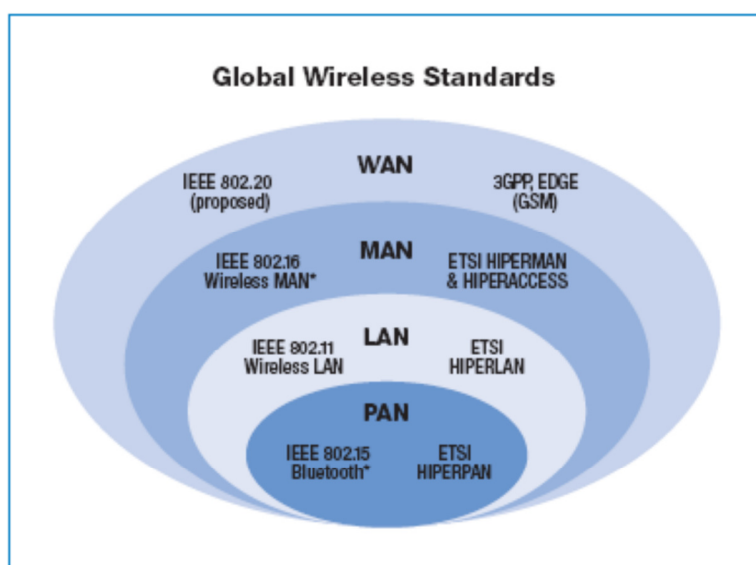 Global Wireless Standards
WAN
IEEE 802.20
(proposed)
3GPP, EDGE
(GSM)
MAN
IEEE 802.16
Wireless MAN*
ETSI HIPERMAN
& HIPERACCESS
LAN
IEEE 802.11
Wireless LAN
ETSI
HIPERLAN
PAN
IEEE 802.15
Bluetooth*
ETSI
HIPERPAN